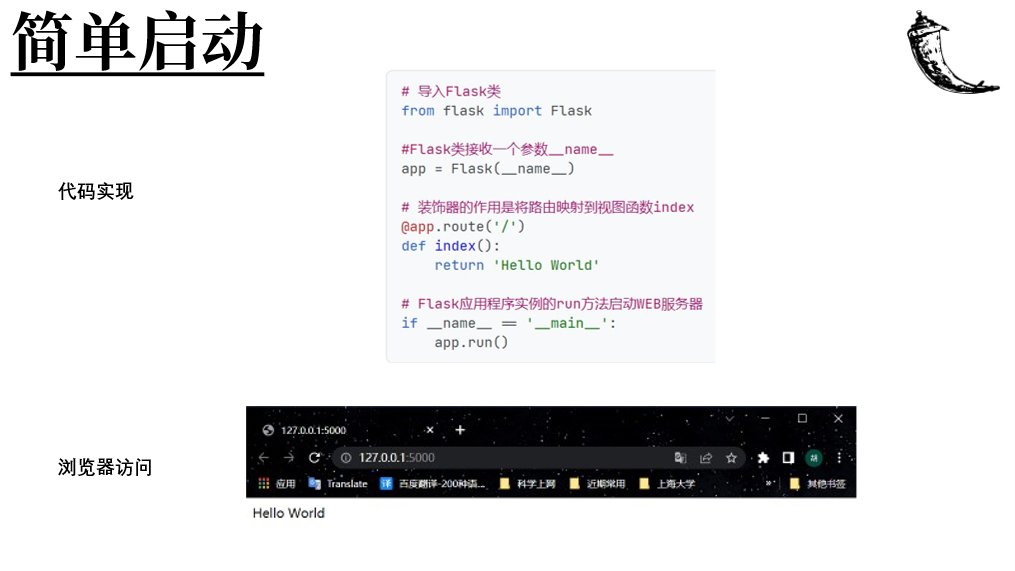 简单启动
代码实现
# 导入Flask类
from flask import Flask
#Flask类接收一个参数__name__
app = Flask(__name__)
# 装饰器的作用是将路由映射到视图函数index
@app.route('/')
def index():
    return 'Hello World'
# Flask应用程序实例的run方法启动WEB服务器
if __name__ == '__main__':
    app.run()
浏览器访问
127.0.0.1:5000
127.0.0.1:5000
胡
应用 Translate 译 百度翻译-200种语... 科学上网 近期常用 上海大学 » 其他书签
Hello World